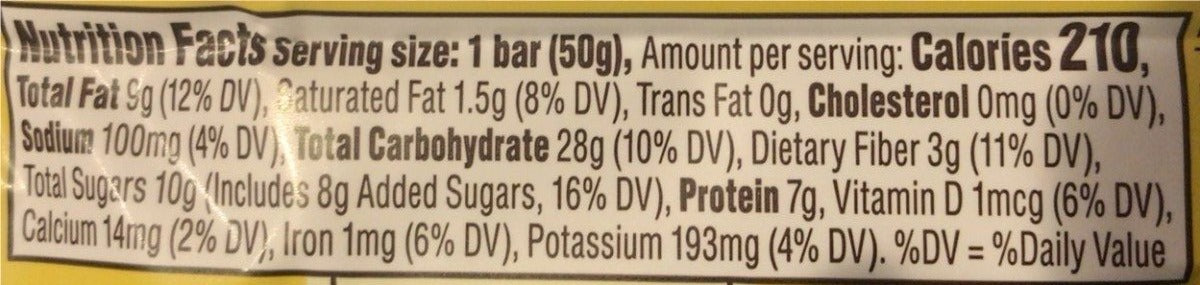 Nutrition Facts Serving size: 1 bar (50g), Amount per serving: Calories 210,
Total Fat 9g (12% DV), Saturated Fat 1.5g (8% DV), Trans Fat 0g, Cholesterol 0mg (0% DV),
Sodium 100mg (4% DV), Total Carbohydrate 28g (10% DV), Dietary Fiber 3g (11% DV),
Total Sugars 10g (Includes 8g Added Sugars, 16% DV), Protein 7g, Vitamin D 1mcg (6% DV),
Calcium 14mg (2% DV), Iron 1mg (6% DV), Potassium 193mg (4% DV). %DV = %Daily Value